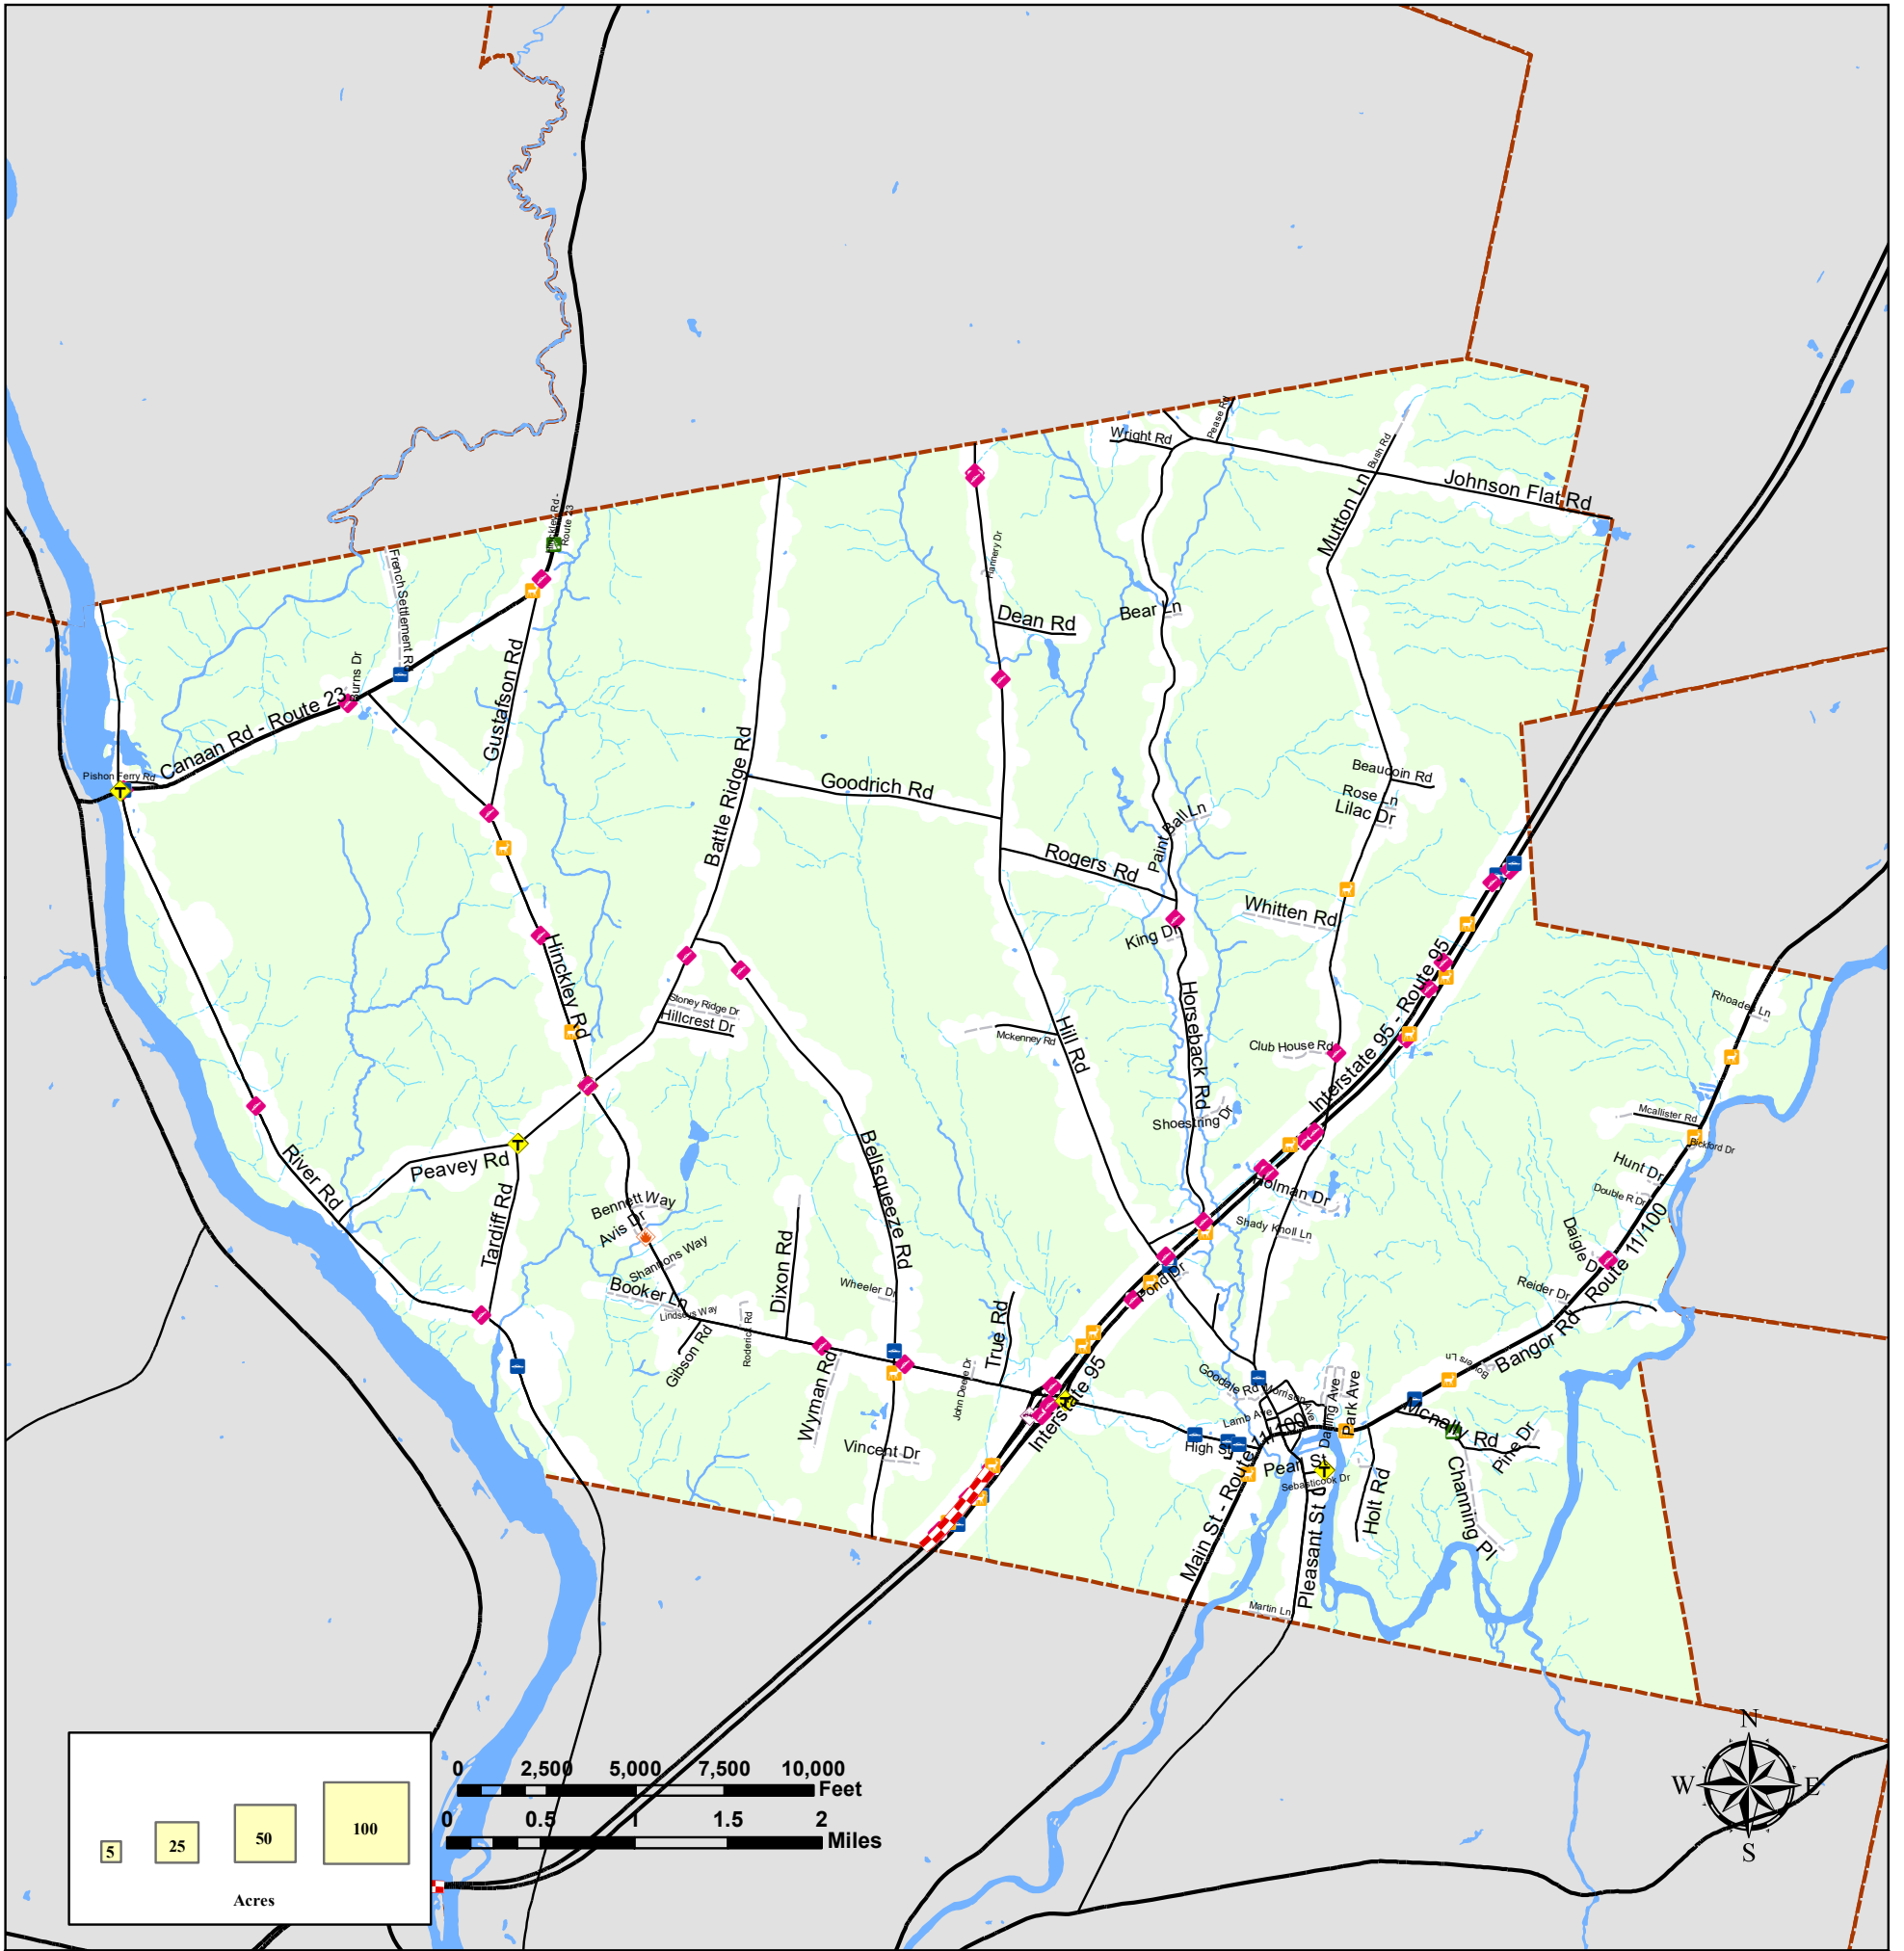 Wright Rd
Pease Rd
Bush Rd
Johnson Flat Rd
Mutton Ln
Route 23
French Settlement Rd
Flannery Dr
Dean Rd
Bear Ln
Burns Dr
Gustafson Rd
Canaan Rd - Route 23
Pishon Ferry Rd
Battle Ridge Rd
Goodrich Rd
Beaudoin Rd
Rose Ln
Lilac Dr
Paint Ball Ln
Rogers Rd
Whitten Rd
King Dr
Hinckley Rd
Stoney Ridge Dr
Hillcrest Dr
Mckenney Rd
Hill Rd
Horseback Rd
Club House Rd
Interstate 95 - Route 95
Rhoades Ln
Shoestring Dr
Mcallister Rd
Bickford Dr
Hunt Dr
Double R Dr
River Rd
Peavey Rd
Tardiff Rd
Bellsqueeze Rd
Bennett Way
Avis Dr
Shannons Way
Booker Ln
Lindseys Way
Gibson Rd
Roderick Rd
Dixon Rd
Wheeler Dr
Holman Dr
Shady Knoll Ln
Pond Dr
Daigle Dr
Reider Dr
Bangor Rd - Route 11/100
True Rd
John Deere Dr
Wyman Rd
Vincent Dr
Interstate 95
Goodale Rd
Morrison Ave
Lamb Ave
Darling Ave
Park Ave
Mcnally Rd
Pine Dr
Channing Pl
High St
Pearl St
Sebasticook Dr
Holt Rd
Main St - Route 11/100
Pleasant St
Martin Ln
0 2,500 5,000 7,500 10,000
Feet
0 0.5 1 1.5 2
Miles
5 25 50 100
Acres
N
W E
S